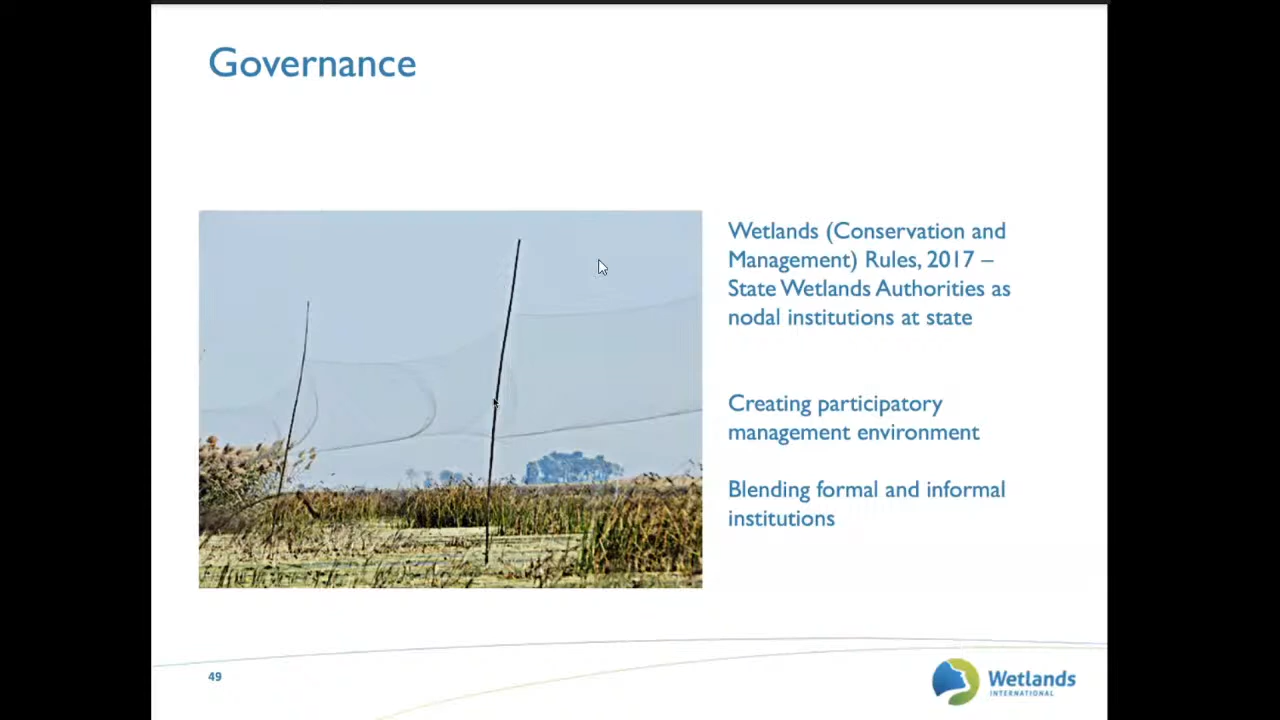 Governance
Wetlands (Conservation and
Management) Rules, 2017 –
State Wetlands Authorities as
nodal institutions at state
Creating participatory
management environment
Blending formal and informal
institutions
49
Wetlands
INTERNATIONAL